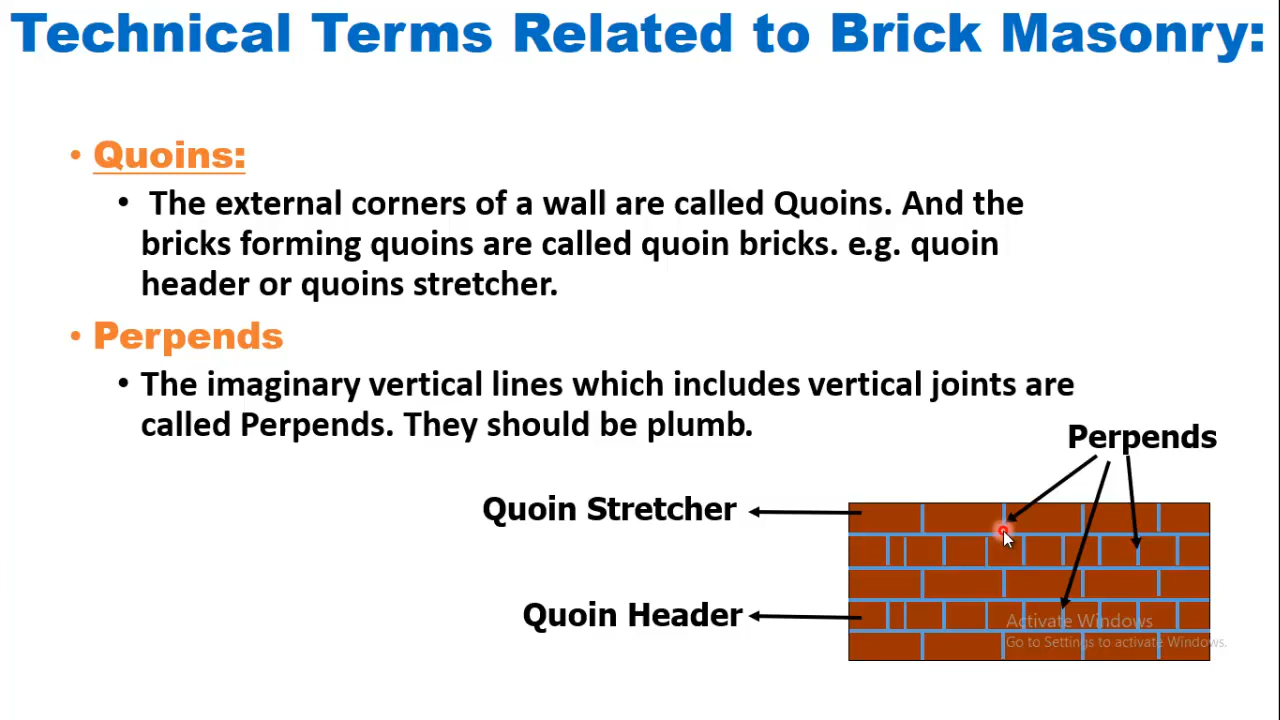 Technical Terms Related to Brick Masonry:
• Quoins:
• The external corners of a wall are called Quoins. And the
bricks forming quoins are called quoin bricks. e.g. quoin
header or quoins stretcher.
• Perpends
• The imaginary vertical lines which includes vertical joints are
called Perpends. They should be plumb.
Perpends
Quoin Stretcher
Quoin Header
Activate Windows
Go to Settings to activate Windows.